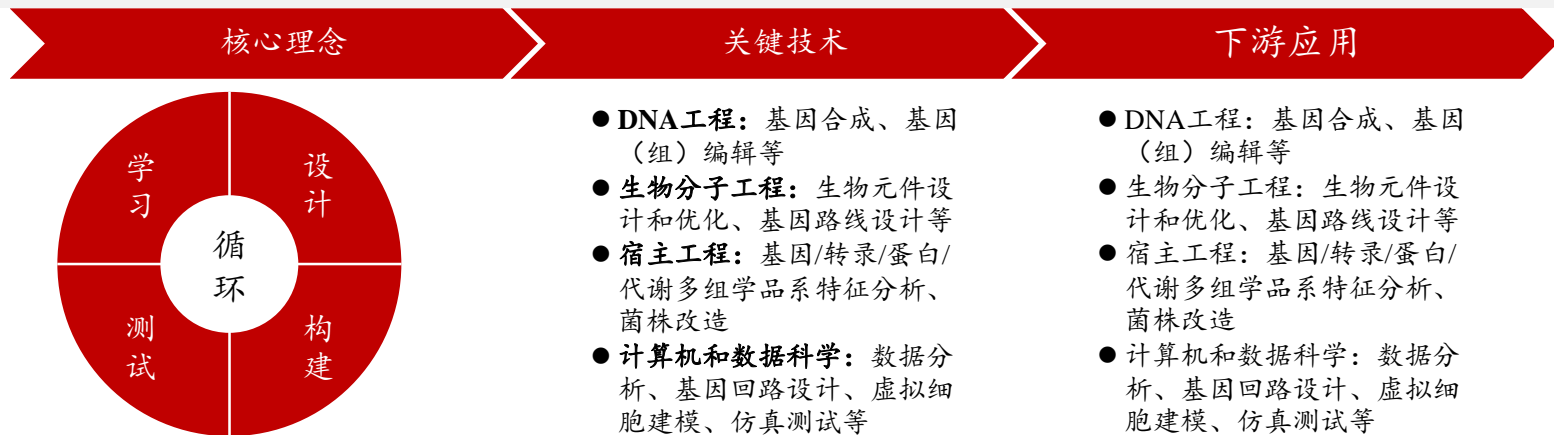 核心理念
关键技术
下游应用
学习
设计
循环
测试
构建
● DNA工程：基因合成、基因
（组）编辑等
● 生物分子工程：生物元件设
计和优化、基因路线设计等
● 宿主工程：基因/转录/蛋白/
代谢多组学品系特征分析、
菌株改造
● 计算机和数据科学：数据分
析、基因回路设计、虚拟细
胞建模、仿真测试等
● DNA工程：基因合成、基因
（组）编辑等
● 生物分子工程：生物元件设
计和优化、基因路线设计等
● 宿主工程：基因/转录/蛋白/
代谢多组学品系特征分析、
菌株改造
● 计算机和数据科学：数据分
析、基因回路设计、虚拟细
胞建模、仿真测试等